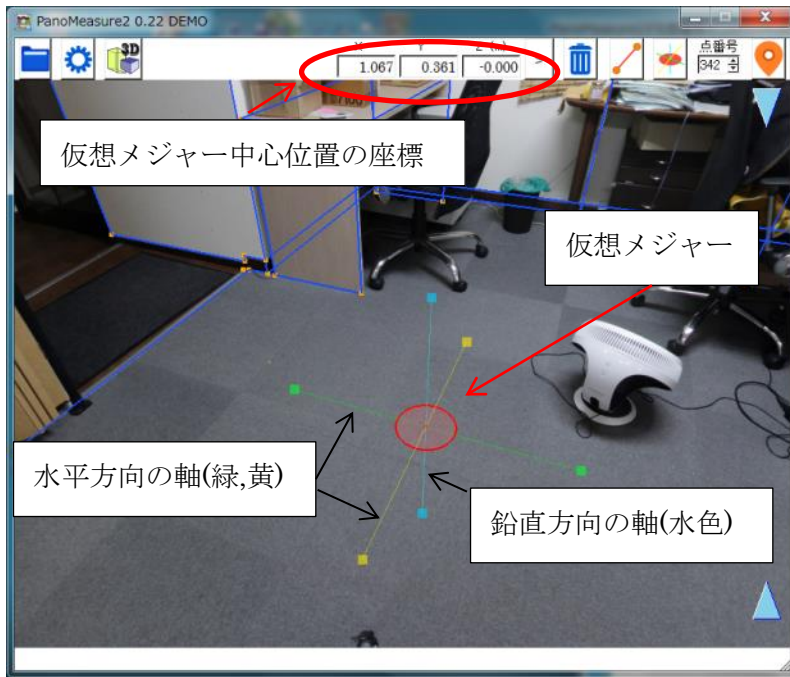 PanoMeasure2 0.22 DEMO
3D
点番号
1.067 0.361 -0.000 342
仮想メジャー中心位置の座標
仮想メジャー
水平方向の軸(緑,黄)
鉛直方向の軸(水色)